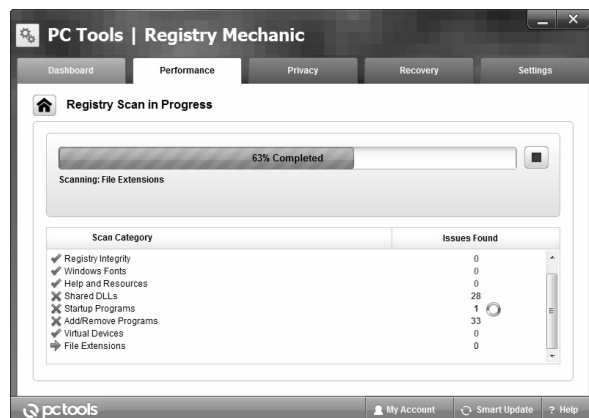 PC Tools | Registry Mechanic
Dashboard Performance Privacy Recovery Settings
Registry Scan in Progress
63% Completed
Scanning: File Extensions
Scan Category Issues Found
Registry Integrity 0
Windows Fonts 0
Help and Resources 0
Shared DLLs 28
Startup Programs 1
Add/Remove Programs 33
Virtual Devices 0
File Extensions 0
pctools My Account Smart Update ? Help